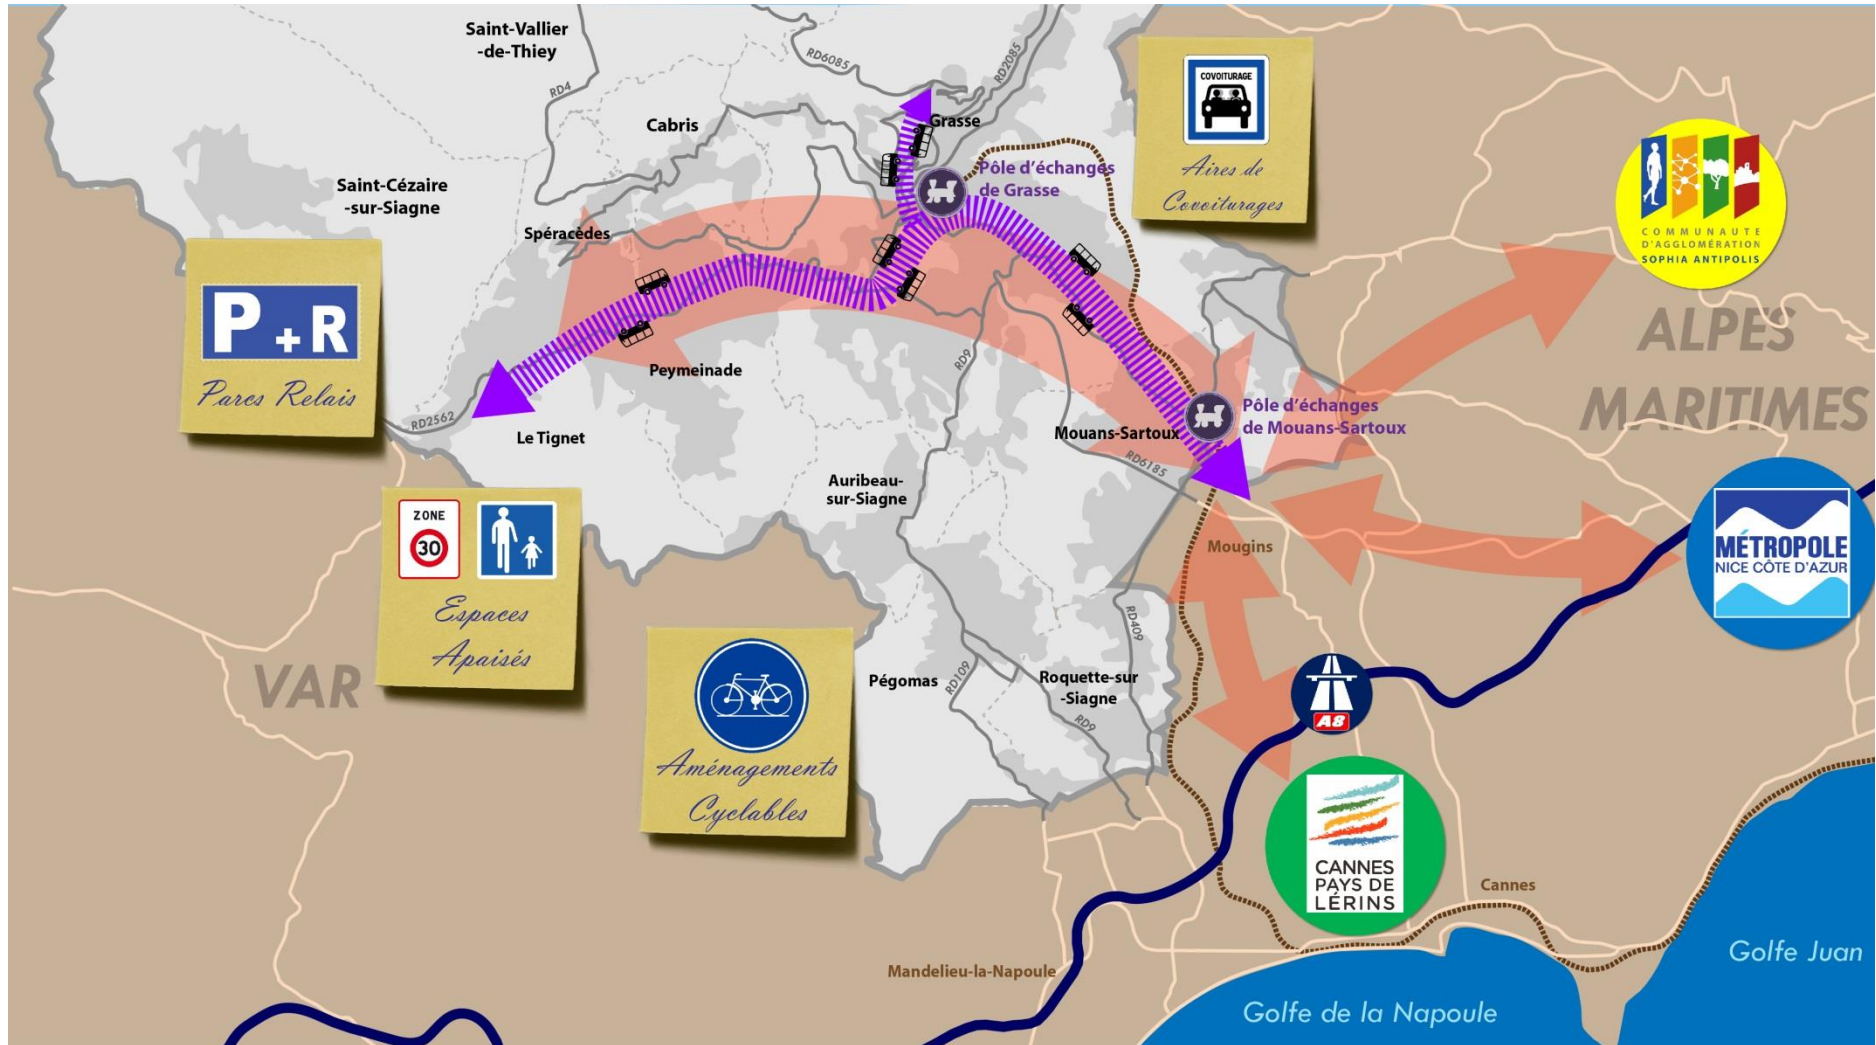 Saint-Vallier
-de-Thiey
RD6085
RD2085
RD4
Cabris
Grasse
COVOITURAGE
Aires de
Covoiturages
Pôle d'échanges
de Grasse
Saint-Cézaire
-sur-Siagne
Spéracèdes
COMMUNAUTE
D'AGGLOMÉRATION
SOPHIA ANTIPOLIS
P + R
Parcs Relais
ALPES
MARITIMES
Peymeinade
RD9
RD2562
Le Tignet
Mouans-Sartoux
Pôle d'échanges
de Mouans-Sartoux
RD6185
Auribeau-
sur-Siagne
ZONE
30
Espaces
Apaisés
Mougins
MÉTROPOLE
NICE CÔTE D'AZUR
RD409
VAR
Pégomas
RD109
Roquette-sur
-Siagne
RD9
A8
Aménagements
Cyclables
CANNES
PAYS DE
LÉRINS
Cannes
Mandelieu-la-Napoule
Golfe Juan
Golfe de la Napoule